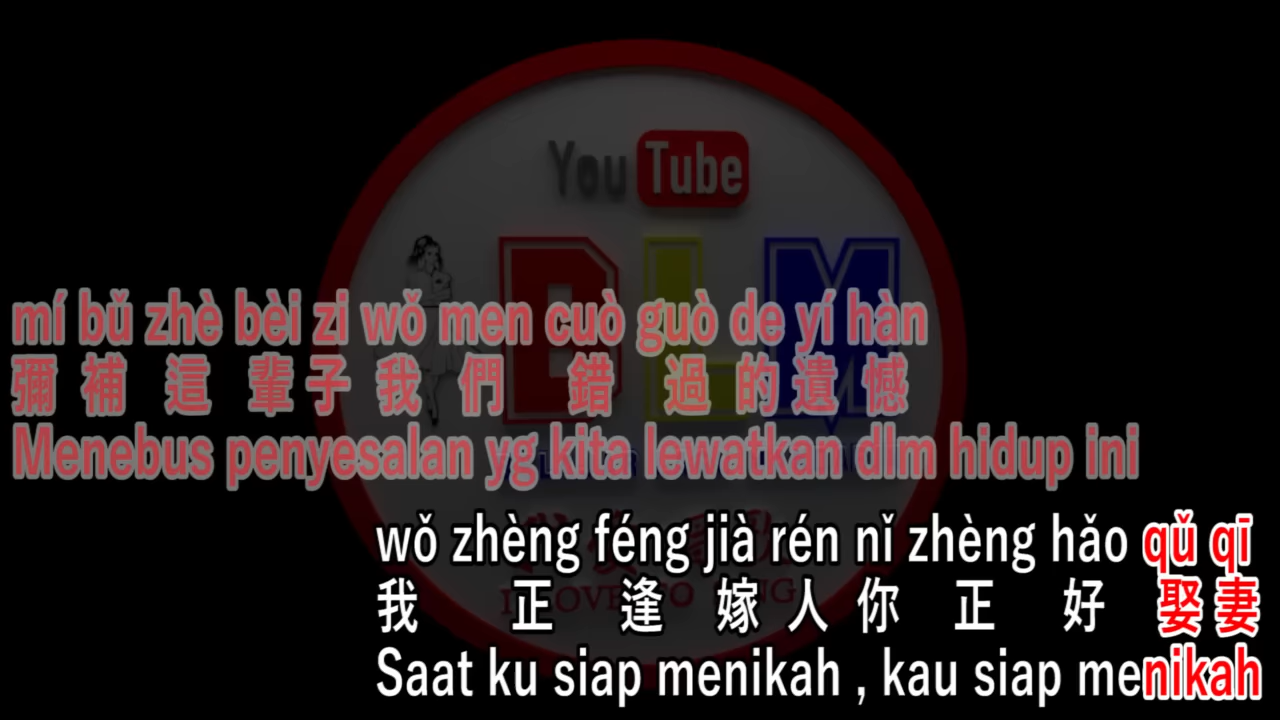 YouTube
DLM
mí bǔ zhè bèi zi wǒ men cuò guò de yí hàn
彌補這輩子我們錯過的遺憾
Menebus penyesalan yg kita lewatkan dlm hidup ini
wǒ zhèng féng jià rén nǐ zhèng hǎo qǔ qī
我正逢嫁人你正好娶妻
Saat ku siap menikah , kau siap menikah